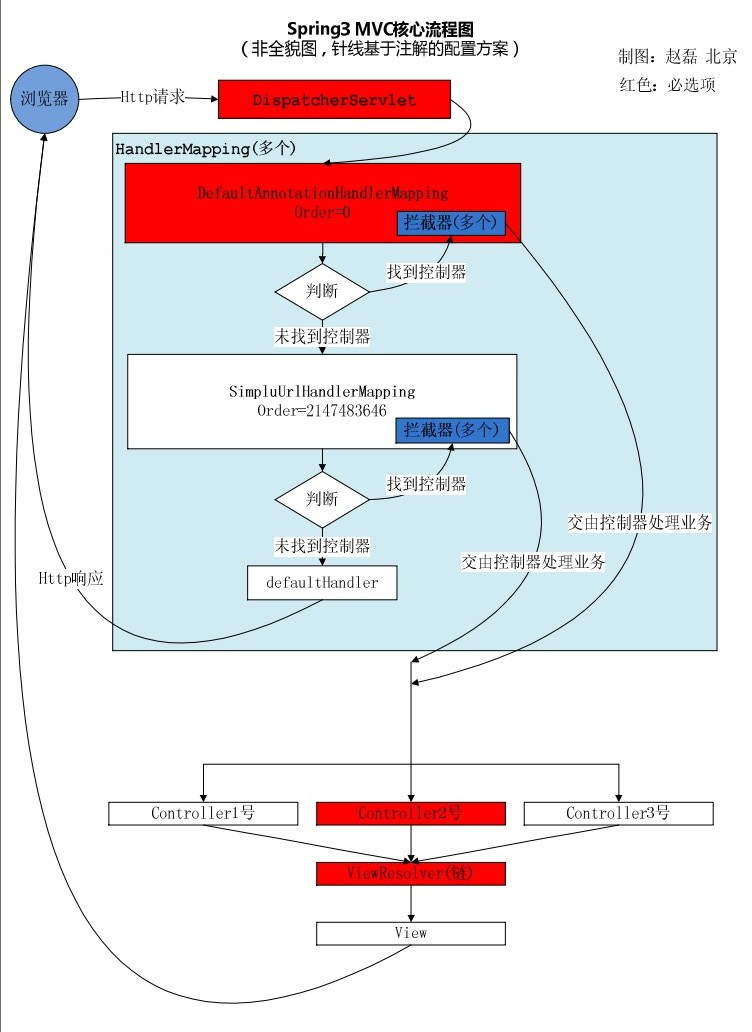 Spring3 MVC核心流程图
（非全貌图，针线基于注解的配置方案）
制图：赵磊 北京
红色：必选项
浏览器
Http请求
DispatcherServlet
HandlerMapping(多个)
DefaultAnnotationHandlerMapping
Order=0
拦截器(多个)
判断
找到控制器
未找到控制器
SimpluUrlHandlerMapping
Order=2147483646
拦截器(多个)
判断
找到控制器
未找到控制器
交由控制器处理业务
交由控制器处理业务
defaultHandler
Http响应
Controller1号
Controller2号
Controller3号
ViewResolver(链)
View